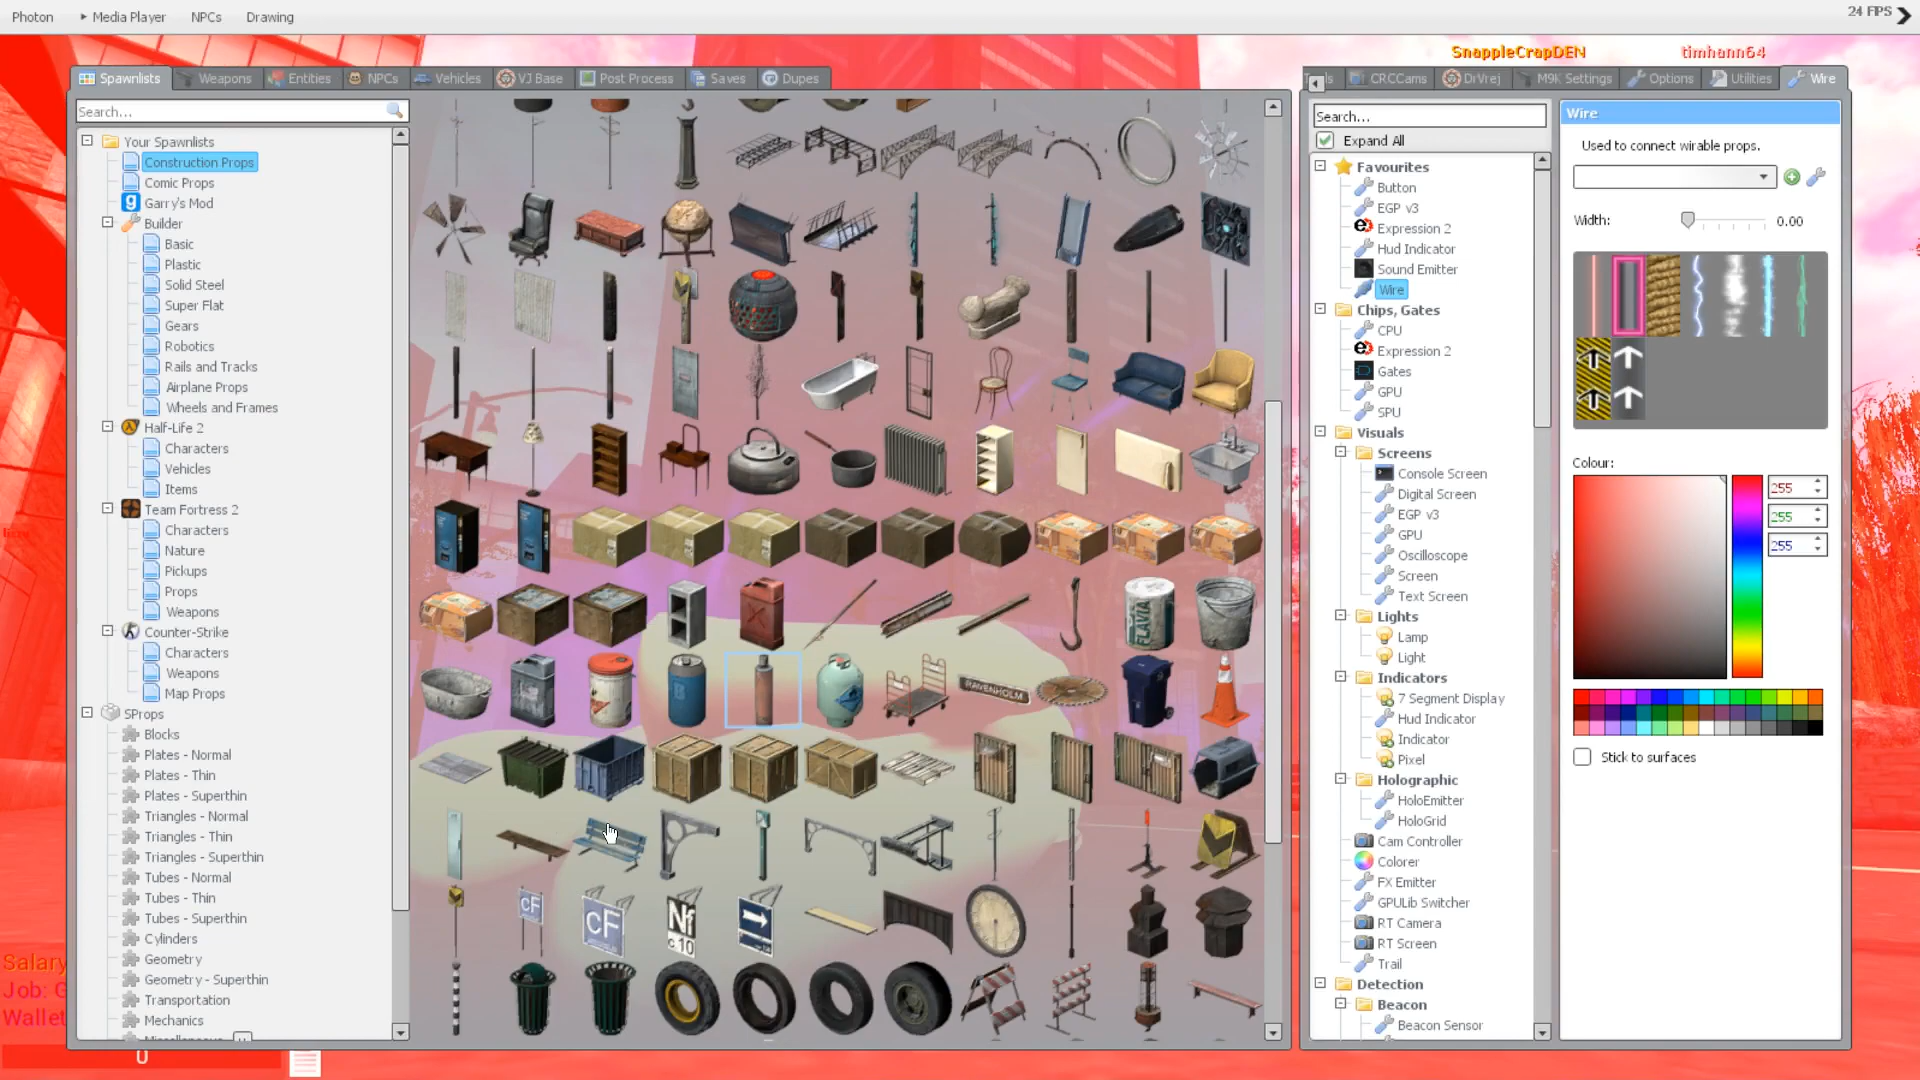 Photon
Media Player
NPCs
Drawing
24 FPS
SnappleCrapDEN
timhann64
Spawnlists
Weapons
Entities
NPCs
Vehicles
VJ Base
Post Process
Saves
Dupes
CRCCams
DrVrej
M9K Settings
Options
Utilities
Wire
Search...
Your Spawnlists
Construction Props
Comic Props
Garry's Mod
Builder
Basic
Plastic
Solid Steel
Super Flat
Gears
Robotics
Rails and Tracks
Airplane Props
Wheels and Frames
Half-Life 2
Characters
Vehicles
Items
Team Fortress 2
Characters
Nature
Pickups
Props
Weapons
Counter-Strike
Characters
Weapons
Map Props
SProps
Blocks
Plates - Normal
Plates - Thin
Plates - Superthin
Triangles - Normal
Triangles - Thin
Triangles - Superthin
Tubes - Normal
Tubes - Thin
Tubes - Superthin
Cylinders
Geometry
Geometry - Superthin
Transportation
Mechanics
FLAVIA
RAVENHOLM
cF
cF
Nf
c 10
Search...
Expand All
Favourites
Button
EGP v3
Expression 2
Hud Indicator
Sound Emitter
Wire
Chips, Gates
CPU
Expression 2
Gates
GPU
SPU
Visuals
Screens
Console Screen
Digital Screen
EGP v3
GPU
Oscilloscope
Screen
Text Screen
Lights
Lamp
Light
Indicators
7 Segment Display
Hud Indicator
Indicator
Pixel
Holographic
HoloEmitter
HoloGrid
Cam Controller
Colorer
FX Emitter
GPULib Switcher
RT Camera
RT Screen
Trail
Detection
Beacon
Beacon Sensor
Wire
Used to connect wirable props.
Width:
0.00
Colour:
255
255
255
Stick to surfaces
Salary
Job: G
Wallet